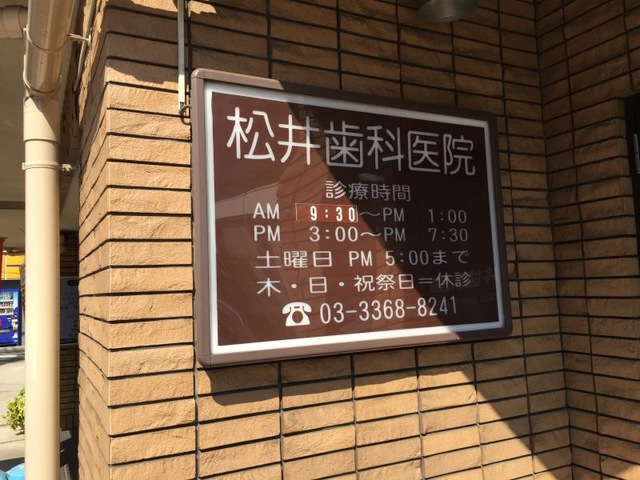 松井歯科医院
診療時間
AM 9:30～PM 1:00
PM 3:00～PM 7:30
土曜日 PM 5:00まで
木・日・祝祭日＝休診
☎ 03-3368-8241